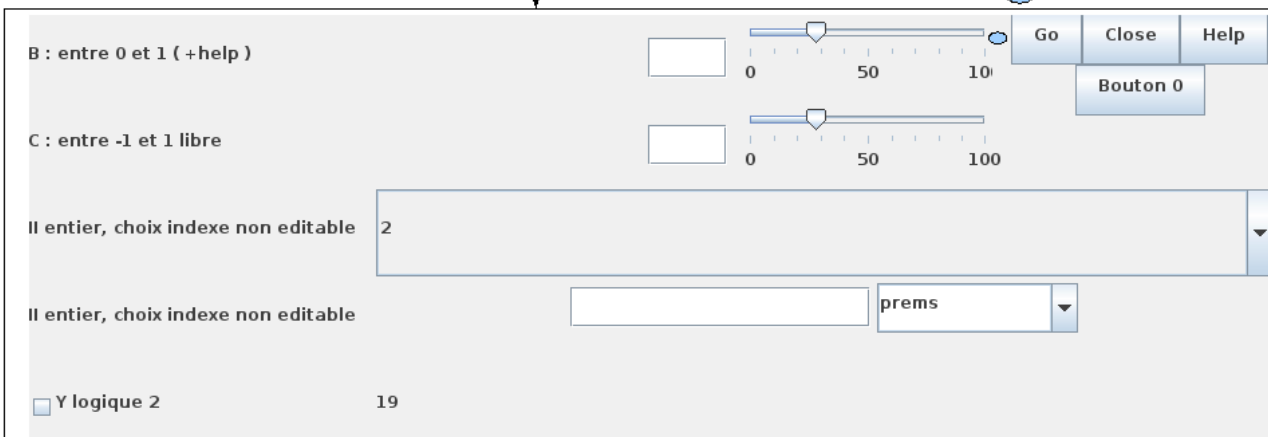 B : entre 0 et 1 ( +help )
0 50 10
Go Close Help
Bouton 0
C : entre -1 et 1 libre
0 50 100
II entier, choix indexe non editable 2
II entier, choix indexe non editable prems
Y logique 2 19